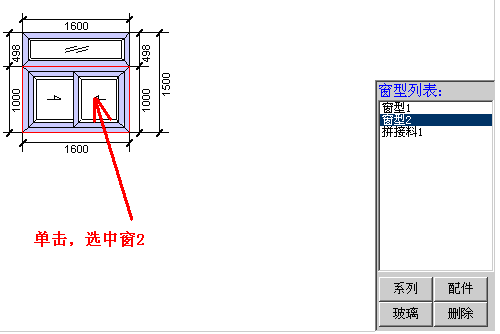 1600
498
498
1000
1000
1500
1600
单击，选中窗2
窗型列表：
窗型1
窗型2
拼接料1
系列
配件
玻璃
删除